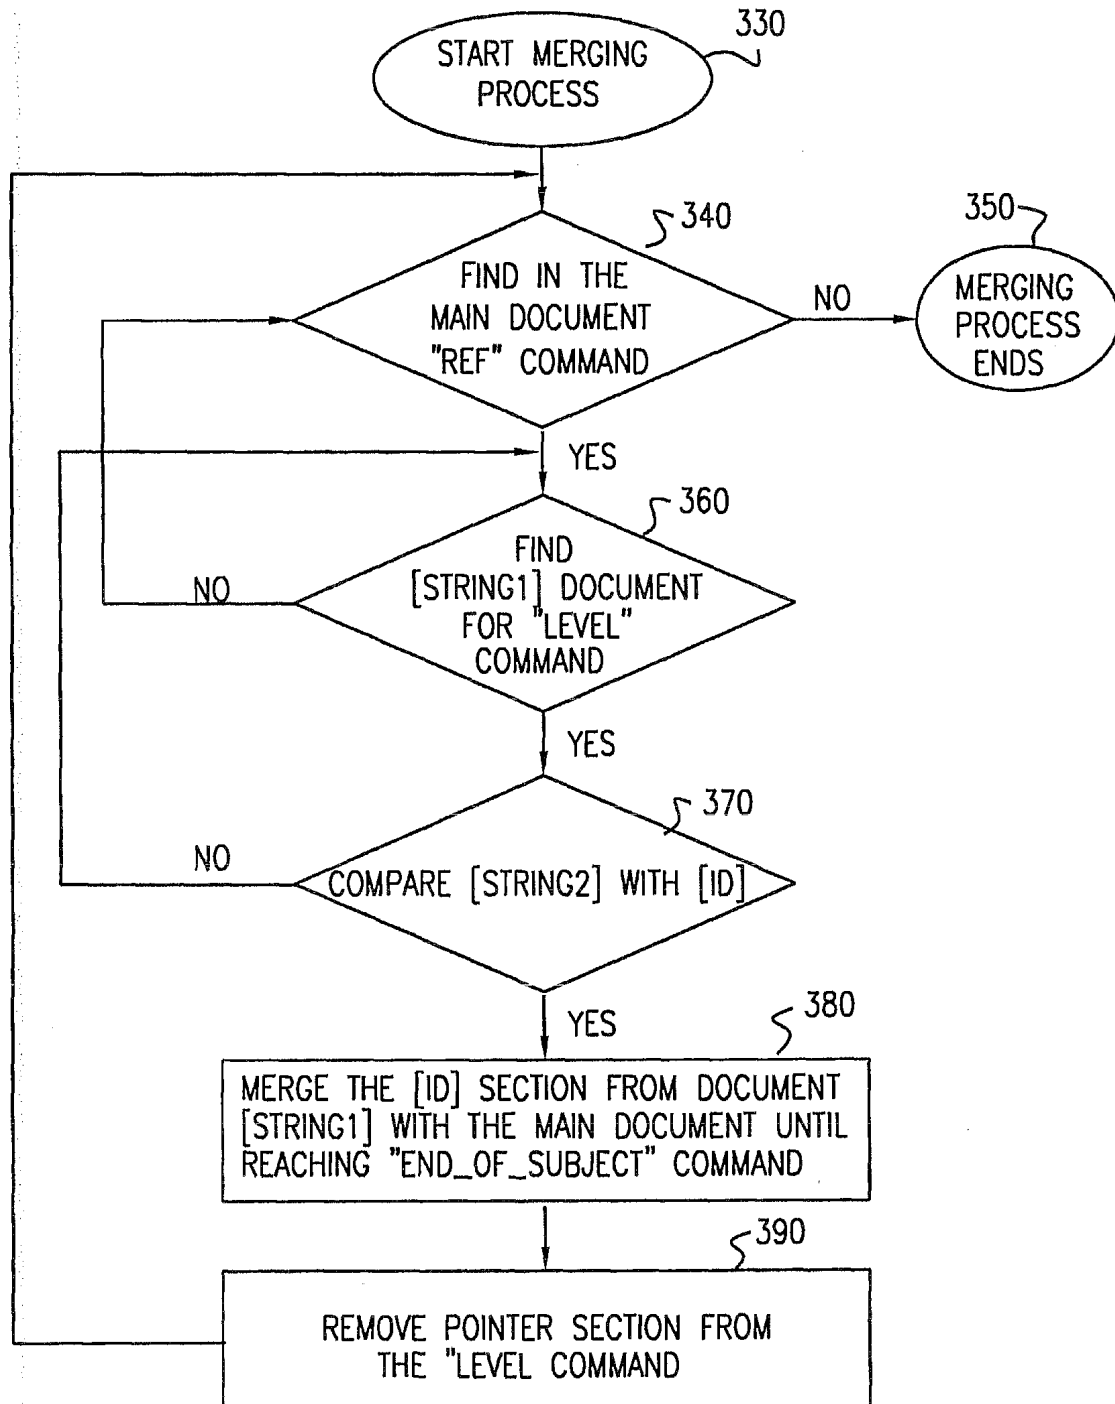 330
START MERGING
PROCESS
340
350
FIND IN THE
MAIN DOCUMENT
"REF" COMMAND
NO
MERGING
PROCESS
ENDS
YES
360
FIND
[STRING1] DOCUMENT
FOR "LEVEL"
COMMAND
NO
YES
370
NO
COMPARE [STRING2] WITH [ID]
YES
380
MERGE THE [ID] SECTION FROM DOCUMENT
[STRING1] WITH THE MAIN DOCUMENT UNTIL
REACHING "END_OF_SUBJECT" COMMAND
390
REMOVE POINTER SECTION FROM
THE "LEVEL COMMAND